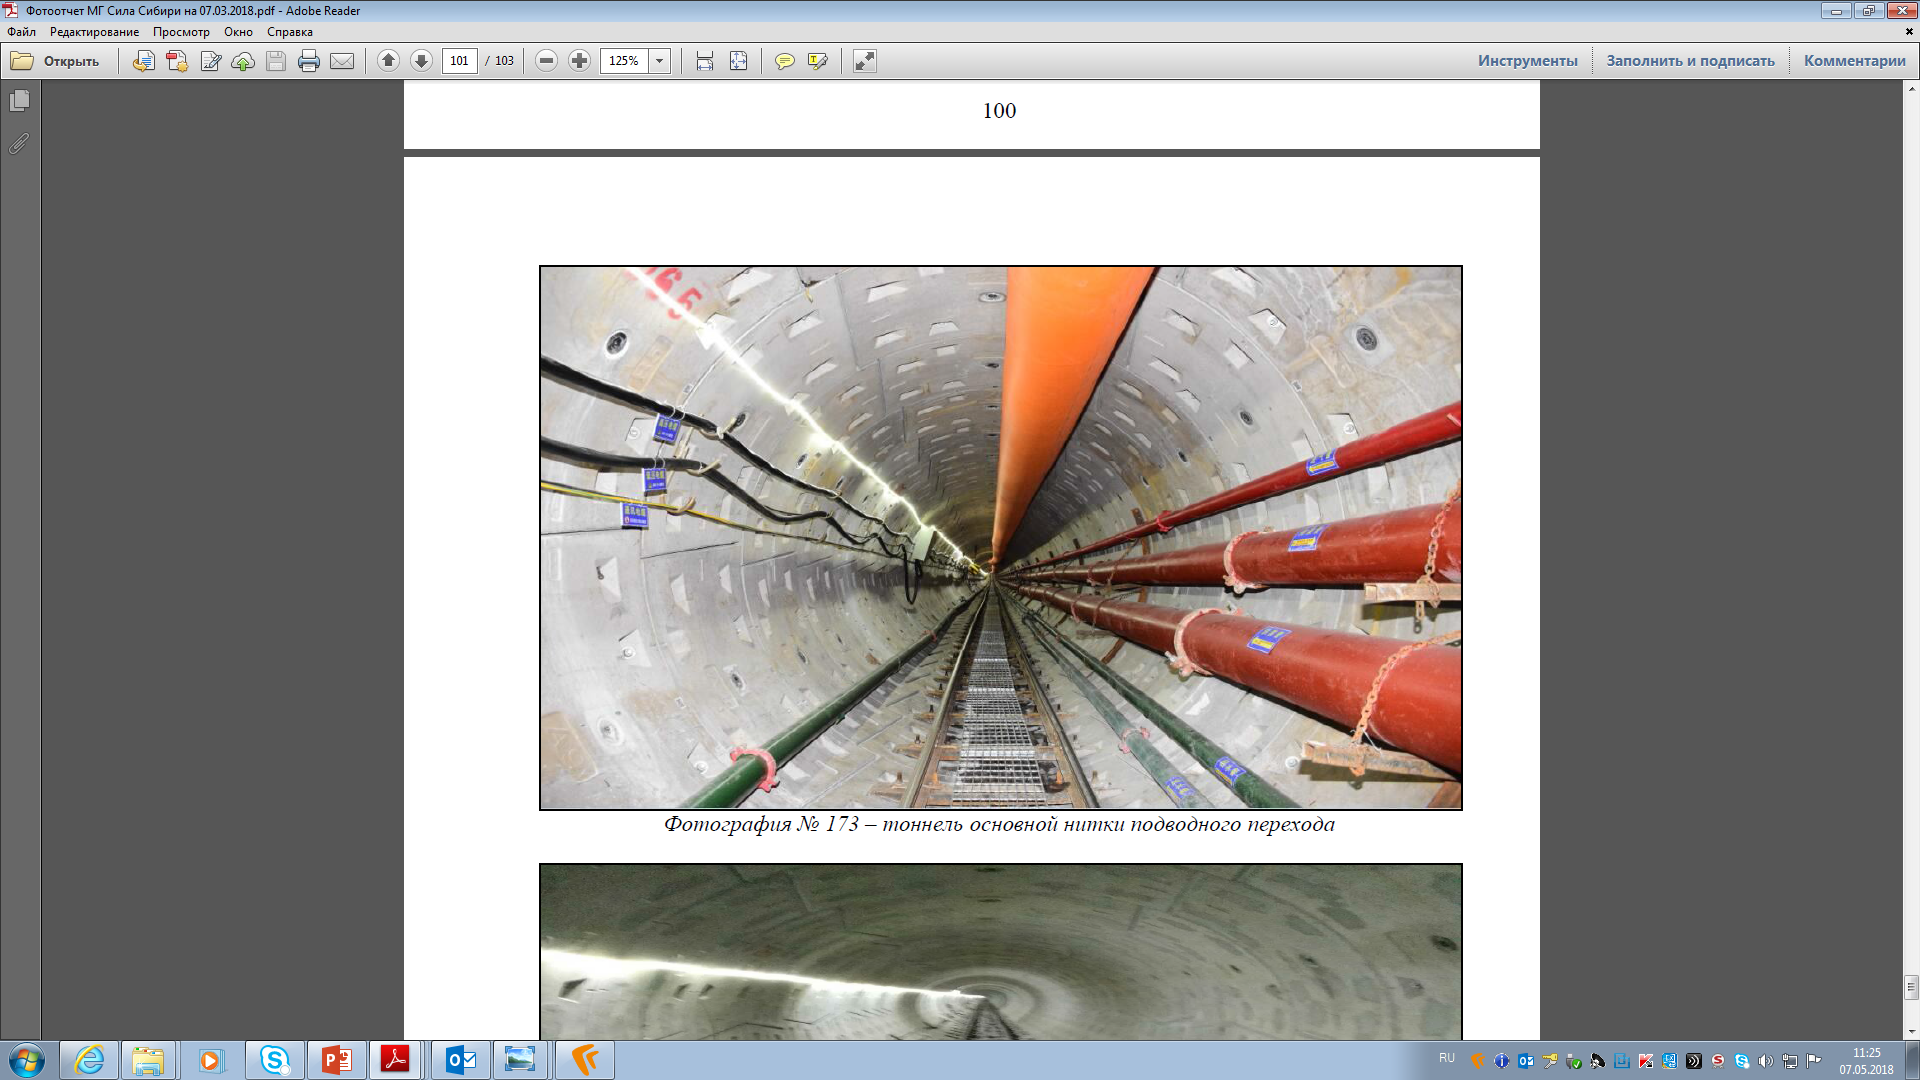 Фотоотчет МГ Сила Сибири на 07.03.2018.pdf - Adobe Reader
Файл Редактирование Просмотр Окно Справка
Открыть 101 / 103 125% Инструменты Заполнить и подписать Комментарии
100
Фотография № 173 – тоннель основной нитки подводного перехода
RU
11:25
07.05.2018